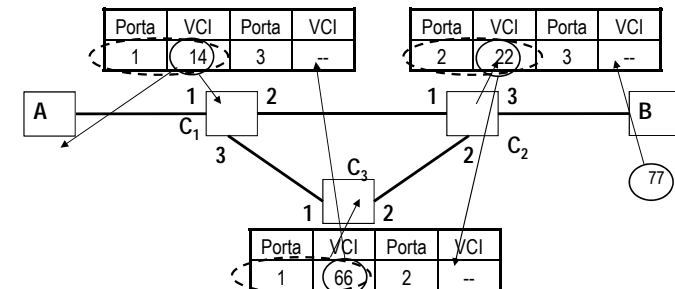 Porta VCI Porta VCI
1 14 3 --
Porta VCI Porta VCI
2 22 3 --
A
1
2
C1
3
1
3
C2
2
B
77
C3
1
2
Porta VCI Porta VCI
1 66 2 --